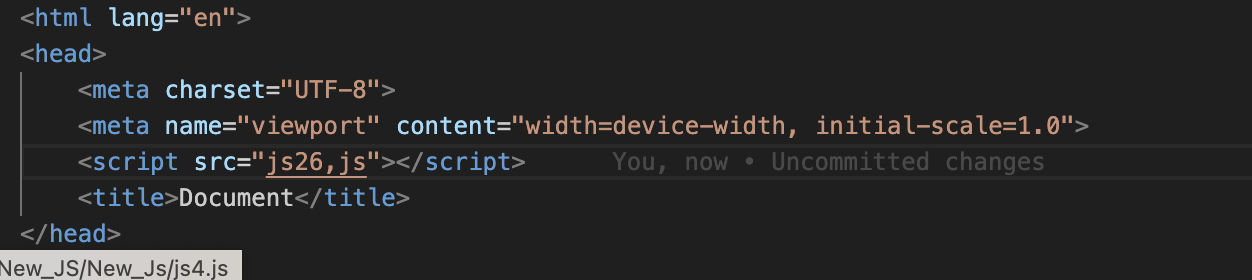 <html lang="en">
<head>
<meta charset="UTF-8">
<meta name="viewport" content="width=device-width, initial-scale=1.0">
<script src="js26,js"></script> You, now • Uncommitted changes
<title>Document</title>
</head>
New_JS/New_Js/js4.js